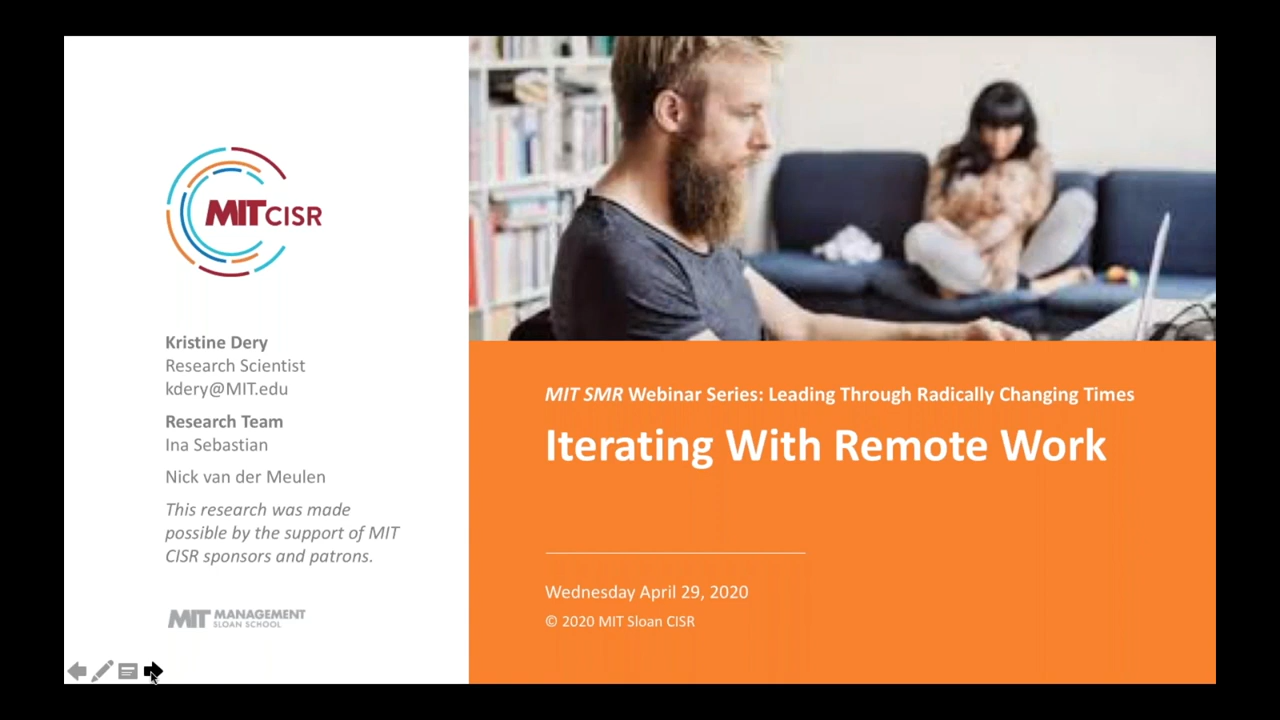 MIT CISR
Kristine Dery
Research Scientist
kdery@MIT.edu
Research Team
Ina Sebastian
Nick van der Meulen
This research was made
possible by the support of MIT
CISR sponsors and patrons.
MIT MANAGEMENT
SLOAN SCHOOL
MIT SMR Webinar Series: Leading Through Radically Changing Times
Iterating With Remote Work
Wednesday April 29, 2020
© 2020 MIT Sloan CISR